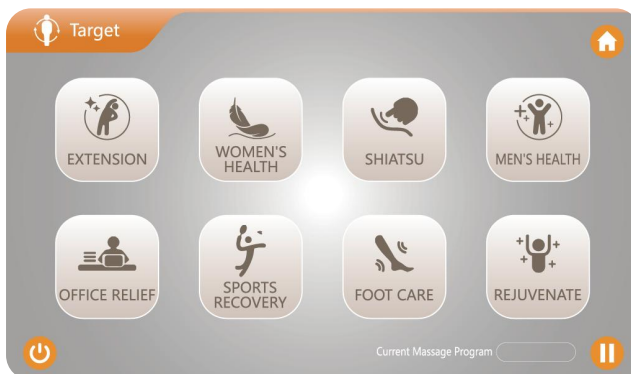 Target
EXTENSION
WOMEN'S
HEALTH
SHIATSU
MEN'S HEALTH
OFFICE RELIEF
SPORTS
RECOVERY
FOOT CARE
REJUVENATE
Current Massage Program